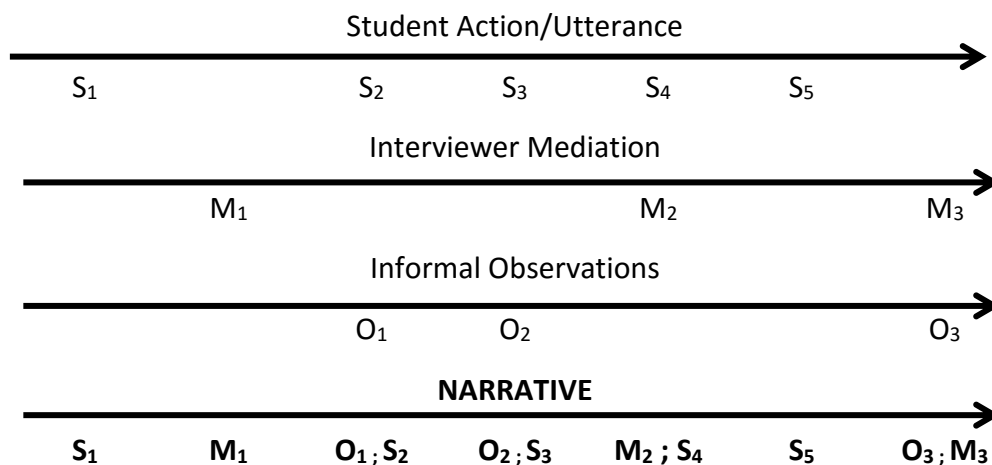 Student Action/Utterance
S₁ S₂ S₃ S₄ S₅
Interviewer Mediation
M₁ M₂ M₃
Informal Observations
O₁ O₂ O₃
NARRATIVE
S₁ M₁ O₁ ; S₂ O₂ ; S₃ M₂ ; S₄ S₅ O₃ ; M₃